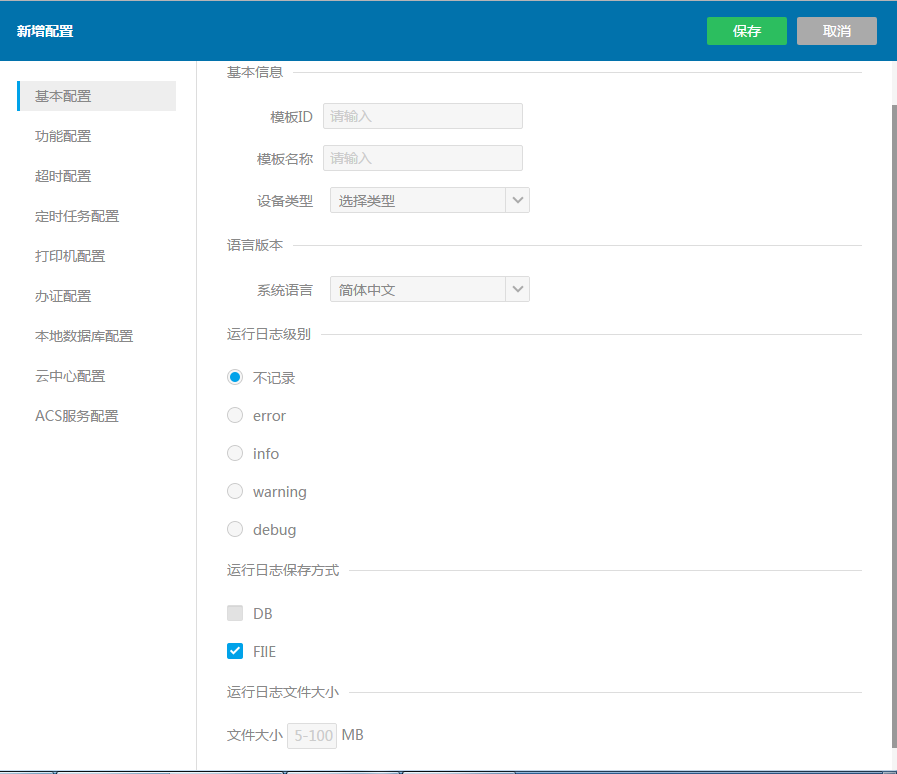 新增配置
保存
取消
基本配置
功能配置
超时配置
定时任务配置
打印机配置
办证配置
本地数据库配置
云中心配置
ACS服务配置
基本信息
模板ID 请输入
模板名称 请输入
设备类型 选择类型
语言版本
系统语言 简体中文
运行日志级别
不记录
error
info
warning
debug
运行日志保存方式
DB
FIIE
运行日志文件大小
文件大小 5-100 MB